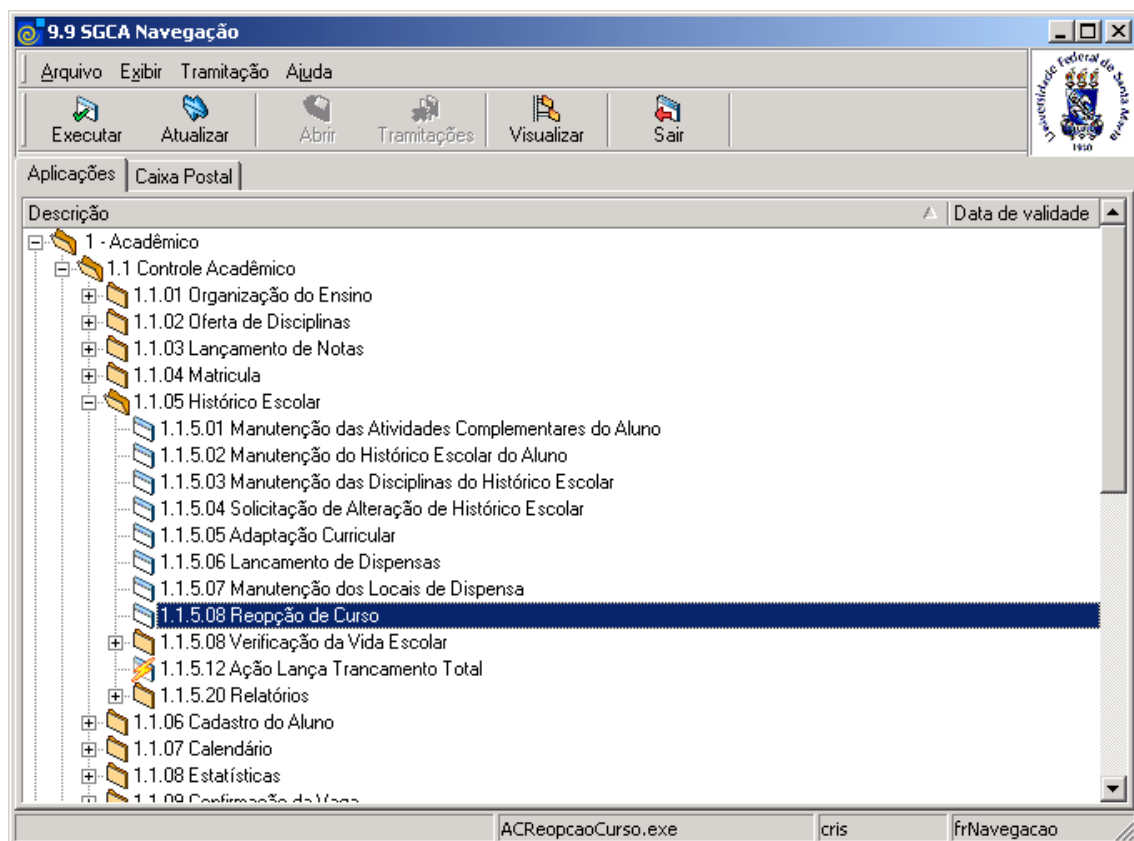 9.9 SGCA Navegação
Arquivo Exibir Tramitação Ajuda
Executar Atualizar Abrir Tramitações Visualizar Sair
Universidade Federal de Santa Maria
1960
Aplicações Caixa Postal
Descrição Data de validade
1 - Acadêmico
1.1 Controle Acadêmico
1.1.01 Organização do Ensino
1.1.02 Oferta de Disciplinas
1.1.03 Lançamento de Notas
1.1.04 Matricula
1.1.05 Histórico Escolar
1.1.5.01 Manutenção das Atividades Complementares do Aluno
1.1.5.02 Manutenção do Histórico Escolar do Aluno
1.1.5.03 Manutenção das Disciplinas do Histórico Escolar
1.1.5.04 Solicitação de Alteração de Histórico Escolar
1.1.5.05 Adaptação Curricular
1.1.5.06 Lancamento de Dispensas
1.1.5.07 Manutenção dos Locais de Dispensa
1.1.5.08 Reopção de Curso
1.1.5.08 Verificação da Vida Escolar
1.1.5.12 Ação Lança Trancamento Total
1.1.5.20 Relatórios
1.1.06 Cadastro do Aluno
1.1.07 Calendário
1.1.08 Estatísticas
1.1.09 Confirmação da Vaga
ACReopcaoCurso.exe cris frNavegacao